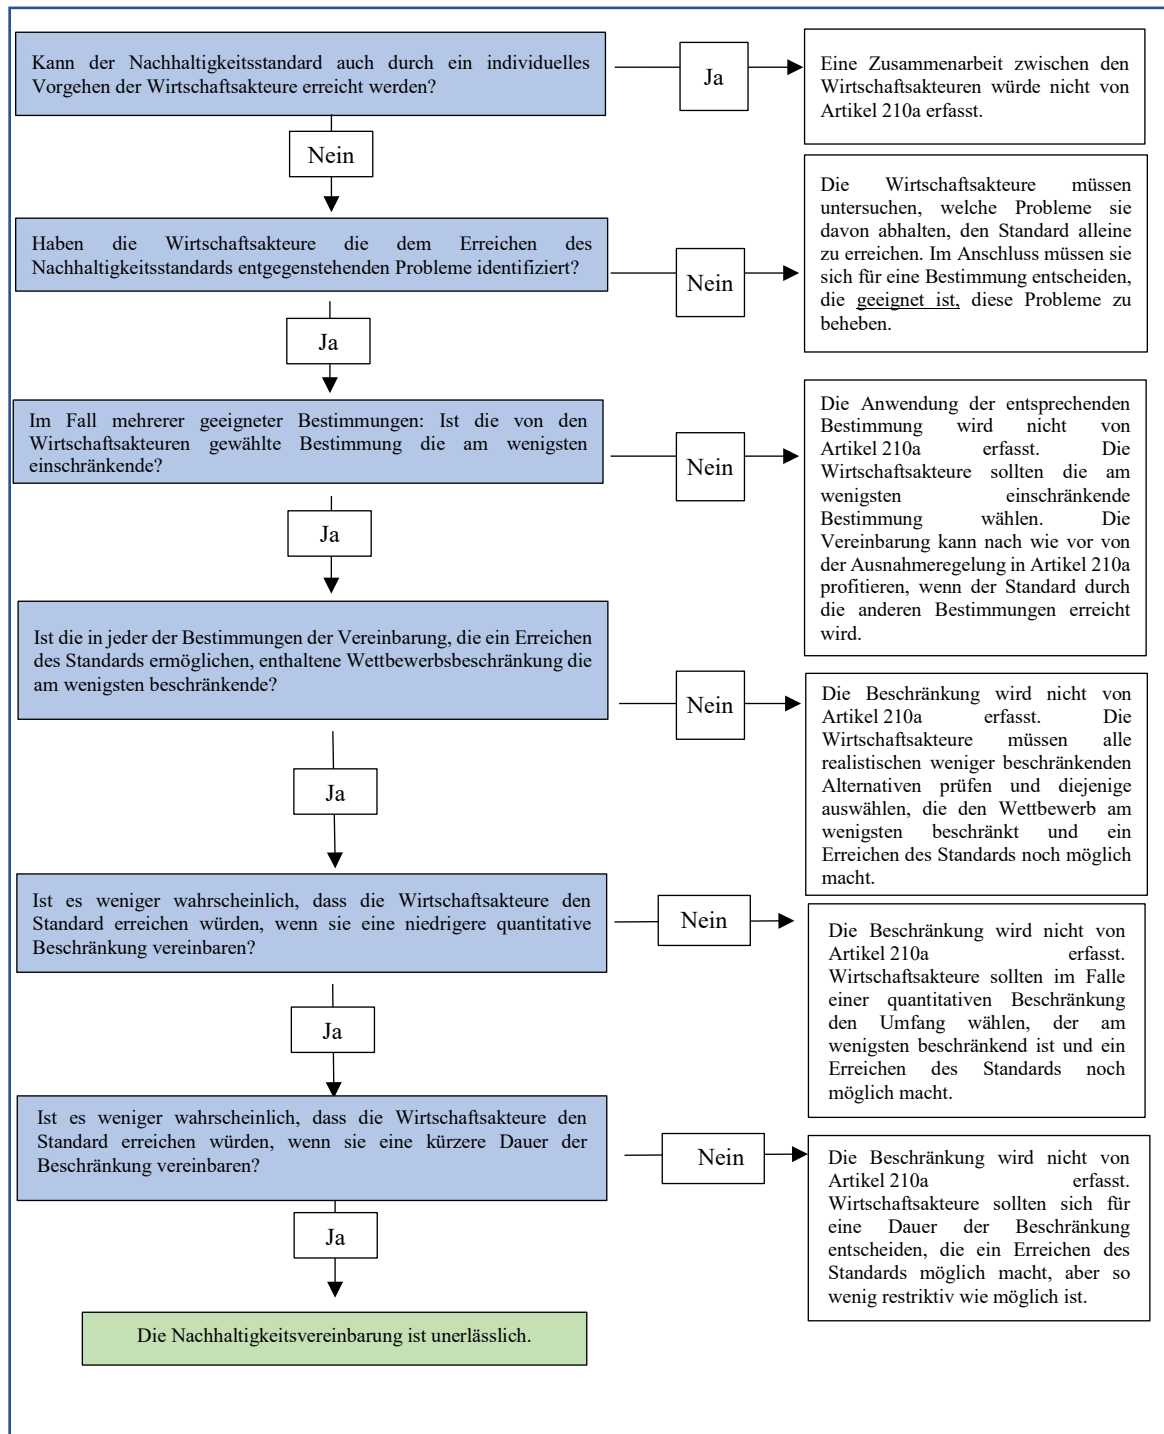 Kann der Nachhaltigkeitsstandard auch durch ein individuelles
Vorgehen der Wirtschaftsakteure erreicht werden?
Ja
Eine Zusammenarbeit zwischen den
Wirtschaftsakteuren würde nicht von
Artikel 210a erfasst.
Nein
Haben die Wirtschaftsakteure die dem Erreichen des
Nachhaltigkeitsstandards entgegenstehenden Probleme identifiziert?
Nein
Die Wirtschaftsakteure müssen
untersuchen, welche Probleme sie
davon abhalten, den Standard alleine
zu erreichen. Im Anschluss müssen sie
sich für eine Bestimmung entscheiden,
die geeignet ist, diese Probleme zu
beheben.
Ja
Im Fall mehrerer geeigneter Bestimmungen: Ist die von den
Wirtschaftsakteuren gewählte Bestimmung die am wenigsten
einschränkende?
Nein
Die Anwendung der entsprechenden
Bestimmung wird nicht von
Artikel 210a erfasst. Die
Wirtschaftsakteure sollten die am
wenigsten einschränkende
Bestimmung wählen. Die
Vereinbarung kann nach wie vor von
der Ausnahmeregelung in Artikel 210a
profitieren, wenn der Standard durch
die anderen Bestimmungen erreicht
wird.
Ja
Ist die in jeder der Bestimmungen der Vereinbarung, die ein Erreichen
des Standards ermöglichen, enthaltene Wettbewerbsbeschränkung die
am wenigsten beschränkende?
Nein
Die Beschränkung wird nicht von
Artikel 210a erfasst. Die
Wirtschaftsakteure müssen alle
realistischen weniger beschränkenden
Alternativen prüfen und diejenige
auswählen, die den Wettbewerb am
wenigsten beschränkt und ein
Erreichen des Standards noch möglich
macht.
Ja
Ist es weniger wahrscheinlich, dass die Wirtschaftsakteure den
Standard erreichen würden, wenn sie eine niedrigere quantitative
Beschränkung vereinbaren?
Nein
Die Beschränkung wird nicht von
Artikel 210a erfasst.
Wirtschaftsakteure sollten im Falle
einer quantitativen Beschränkung
den Umfang wählen, der am
wenigsten beschränkend ist und ein
Erreichen des Standards noch
möglich macht.
Ja
Ist es weniger wahrscheinlich, dass die Wirtschaftsakteure den
Standard erreichen würden, wenn sie eine kürzere Dauer der
Beschränkung vereinbaren?
Nein
Die Beschränkung wird nicht von
Artikel 210a erfasst.
Wirtschaftsakteure sollten sich für
eine Dauer der Beschränkung
entscheiden, die ein Erreichen des
Standards möglich macht, aber so
wenig restriktiv wie möglich ist.
Ja
Die Nachhaltigkeitsvereinbarung ist unerlässlich.